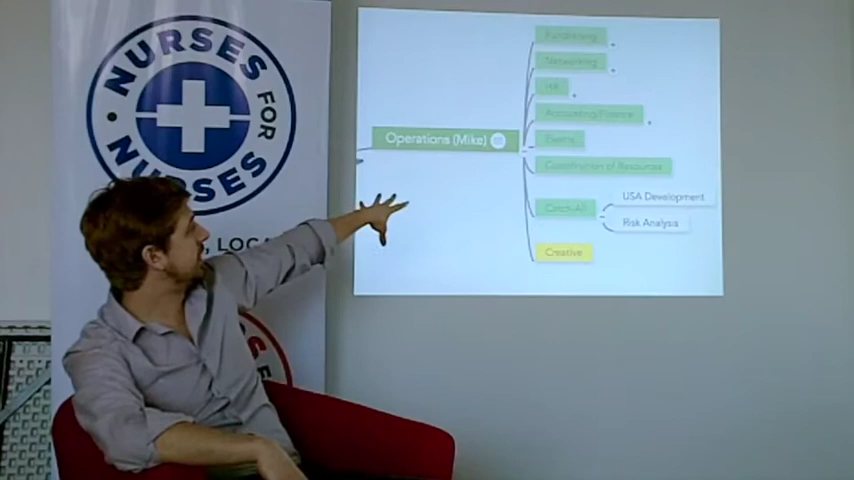 NURSES FOR NURSES
, LOCA
Operations (Mike)
Fundraising
Networking
HR
Accounting/Finance
Events
Coordination of Resources
Catch-All
USA Development
Risk Analysis
Creative